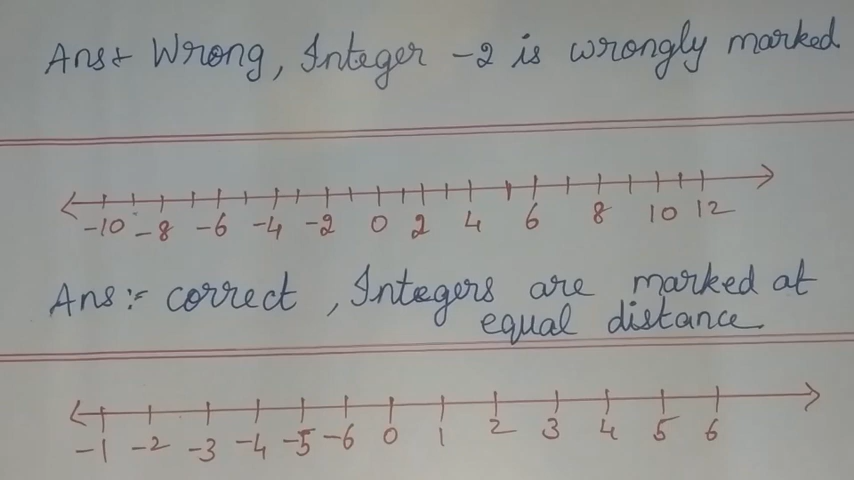 Ans:- Wrong, Integer -2 is wrongly marked.
-10 -8 -6 -4 -2 0 2 4 6 8 10 12
Ans:- correct, Integers are marked at
equal distance.
-1 -2 -3 -4 -5 -6 0 1 2 3 4 5 6